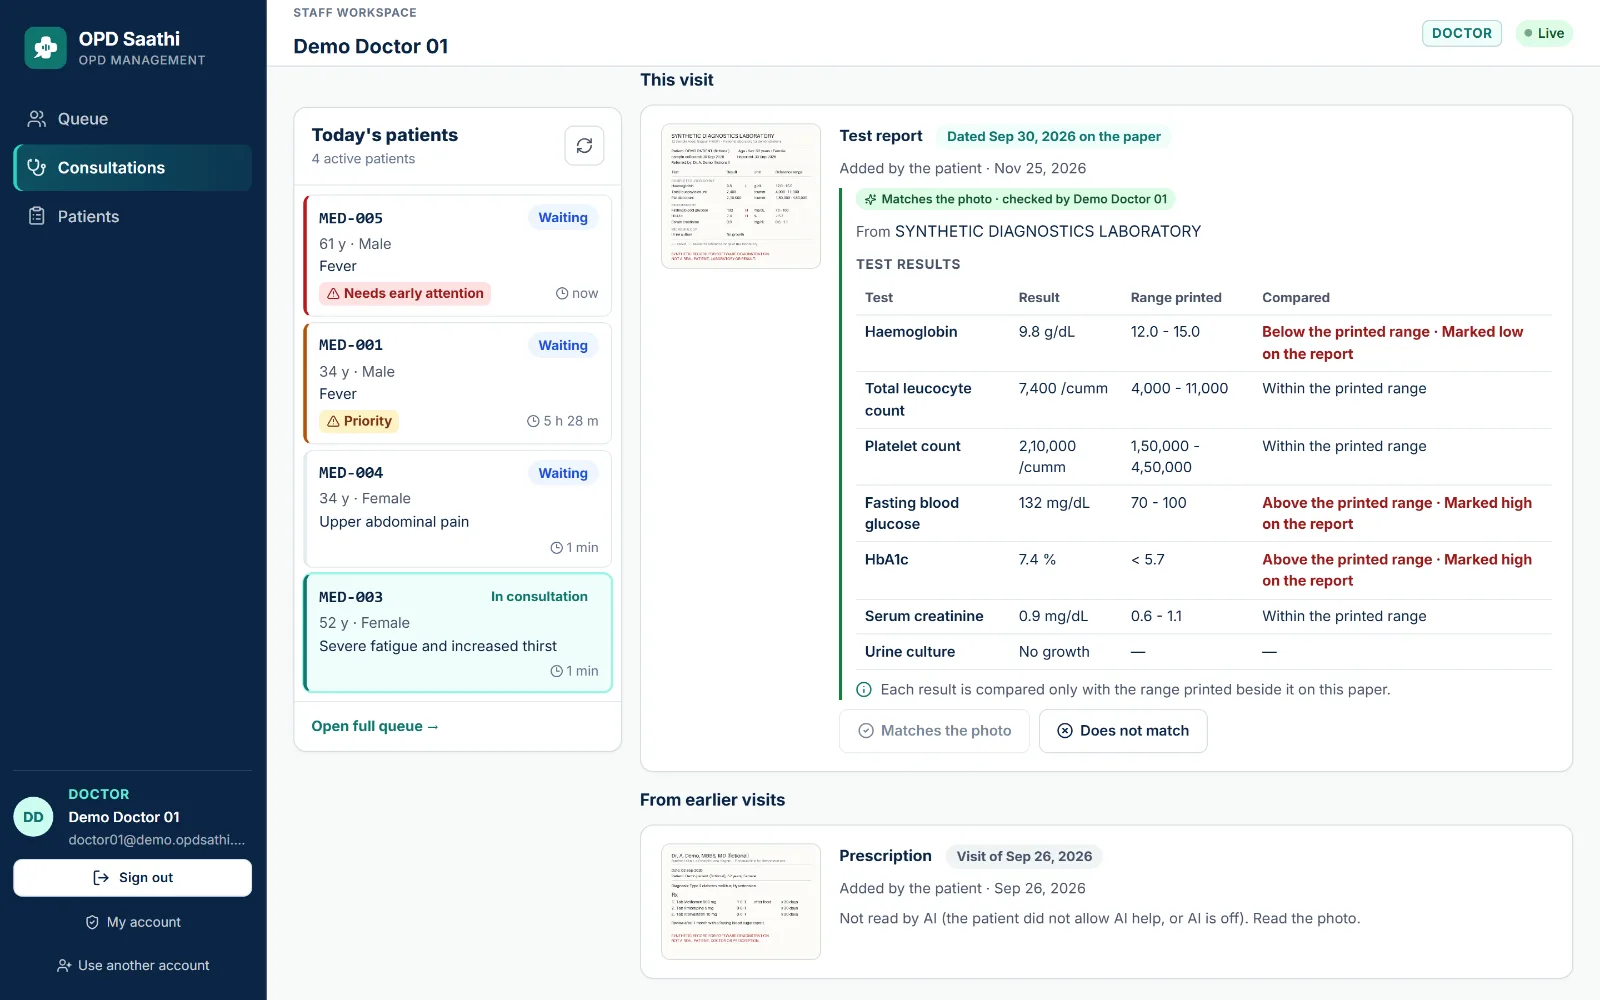 OPD Saathi
OPD MANAGEMENT
Queue
Consultations
Patients
DOCTOR
DD
Demo Doctor 01
doctor01@demo.opdsathi....
Sign out
My account
Use another account
STAFF WORKSPACE
Demo Doctor 01
DOCTOR
Live
Today's patients
4 active patients
MED-005
Waiting
61 y · Male
Fever
Needs early attention
now
MED-001
Waiting
34 y · Male
Fever
Priority
5 h 28 m
MED-004
Waiting
34 y · Female
Upper abdominal pain
1 min
MED-003
In consultation
52 y · Female
Severe fatigue and increased thirst
1 min
Open full queue →
This visit
SYNTHETIC DIAGNOSTICS LABORATORY
Test report
Dated Sep 30, 2026 on the paper
Added by the patient · Nov 25, 2026
Matches the photo · checked by Demo Doctor 01
From SYNTHETIC DIAGNOSTICS LABORATORY
TEST RESULTS
Test Result Range printed Compared
Haemoglobin 9.8 g/dL 12.0 - 15.0 Below the printed range · Marked low
on the report
Total leucocyte 7,400 /cumm 4,000 - 11,000 Within the printed range
count
Platelet count 2,10,000 1,50,000 - Within the printed range
/cumm 4,50,000
Fasting blood 132 mg/dL 70 - 100 Above the printed range · Marked high
glucose on the report
HbA1c 7.4 % < 5.7 Above the printed range · Marked high
on the report
Serum creatinine 0.9 mg/dL 0.6 - 1.1 Within the printed range
Urine culture No growth — —
Each result is compared only with the range printed beside it on this paper.
Matches the photo
Does not match
From earlier visits
Dr. A. Demo, MBBS, MD (fictional)
Prescription
Visit of Sep 26, 2026
Added by the patient · Sep 26, 2026
Not read by AI (the patient did not allow AI help, or AI is off). Read the photo.